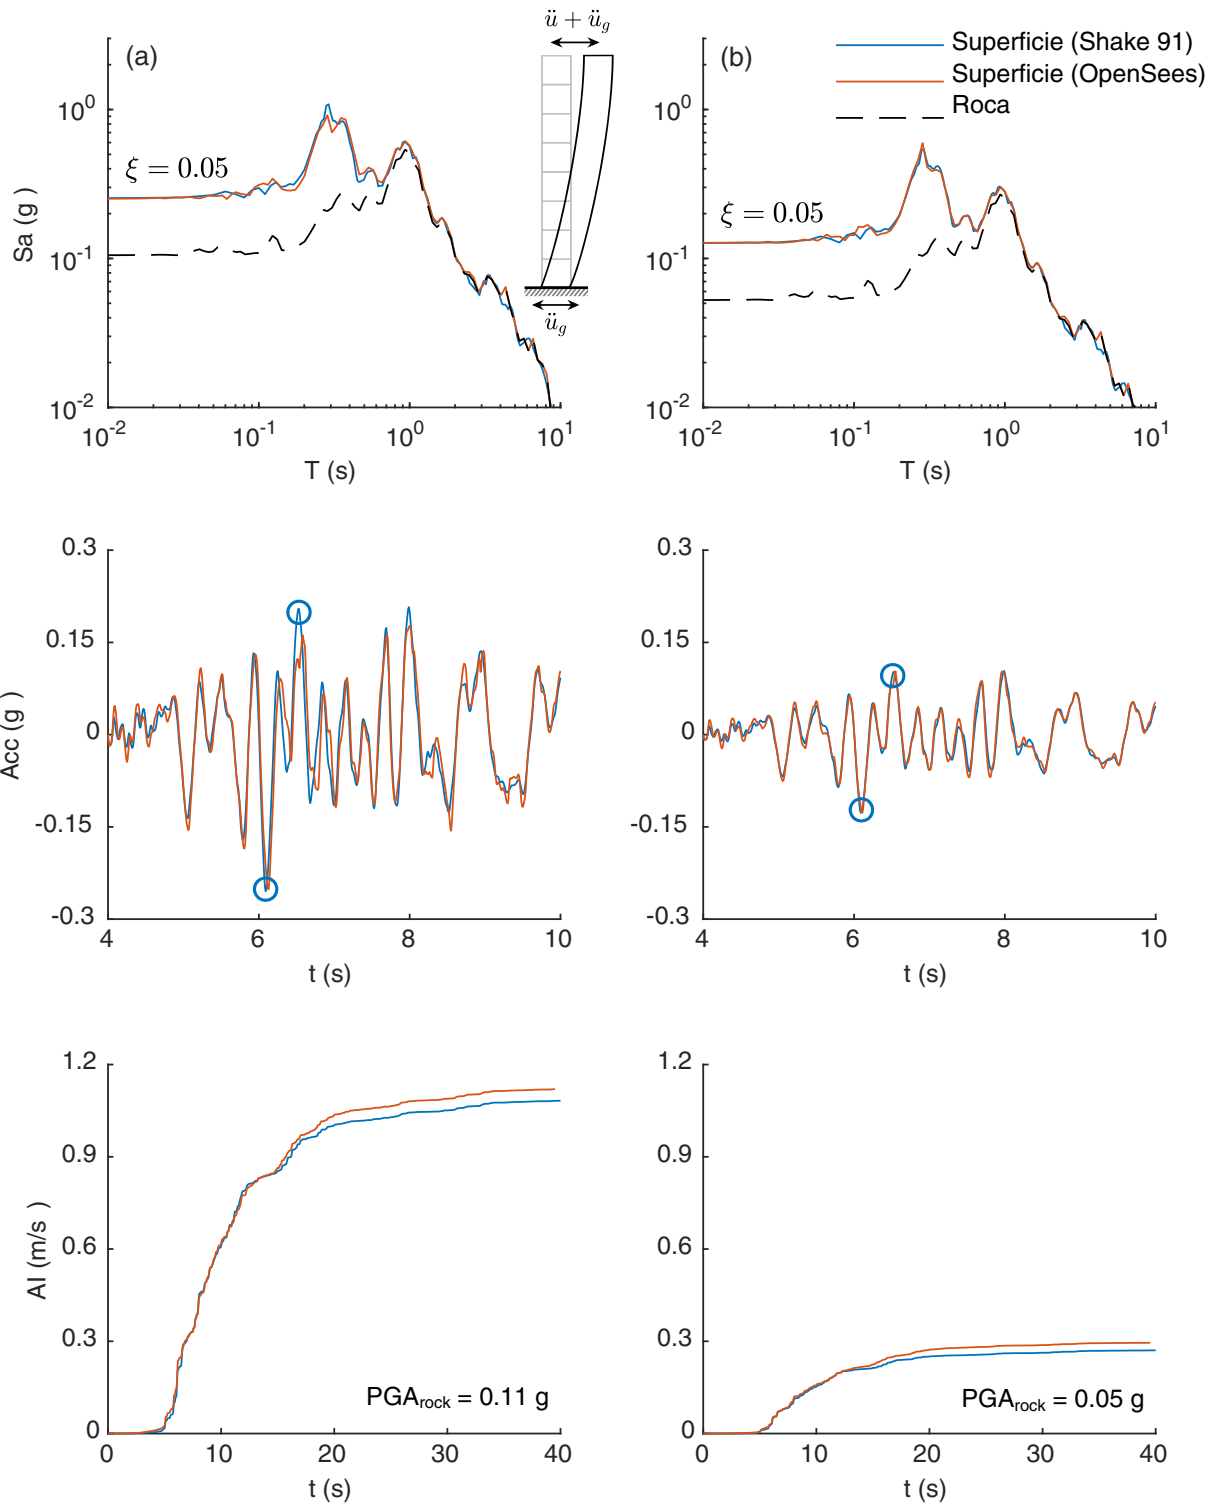 ü + ü_g
(a)
(b)
Superficie (Shake 91)
Superficie (OpenSees)
Roca
10^0
10^0
ξ = 0.05
ξ = 0.05
Sa (g)
10^-1
10^-1
ü_g
10^-2
10^-2
10^-2 10^-1 10^0 10^1
10^-2 10^-1 10^0 10^1
T (s)
T (s)
0.3
0.3
0.15
0.15
Acc (g)
0
0
-0.15
-0.15
-0.3
-0.3
4 6 8 10
4 6 8 10
t (s)
t (s)
1.2
1.2
0.9
0.9
AI (m/s )
0.6
0.6
0.3
0.3
PGA_rock = 0.11 g
PGA_rock = 0.05 g
0
0
0 10 20 30 40
0 10 20 30 40
t (s)
t (s)